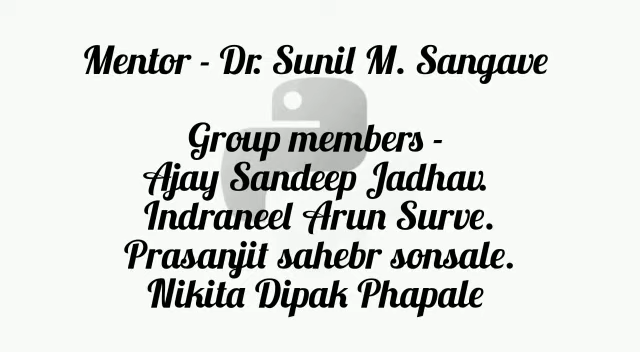 Mentor - Dr. Sunil M. Sangave
Group members -
Ajay Sandeep Jadhav.
Indraneel Arun Surve.
Prasanjit sahebr sonsale.
Nikita Dipak Phapale